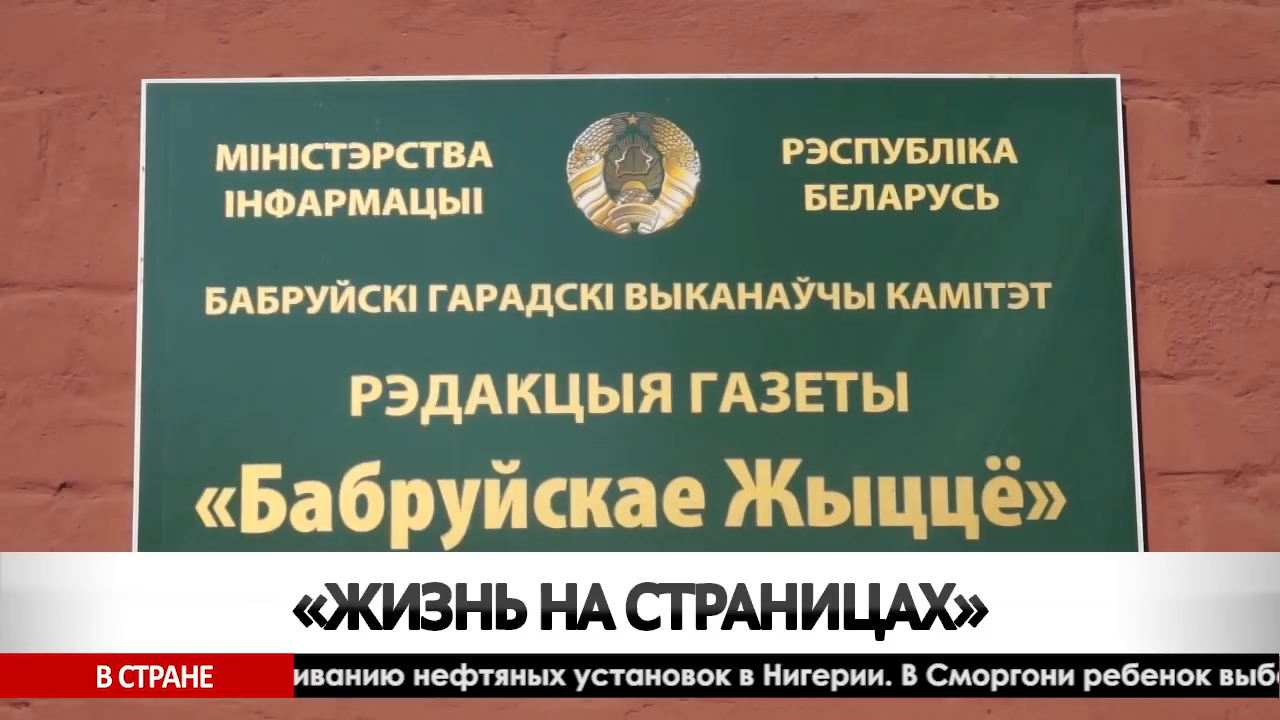 МІНІСТЭРСТВА
ІНФАРМАЦЫІ
РЭСПУБЛІКА
БЕЛАРУСЬ
БАБРУЙСКІ ГАРАДСКІ ВЫКАНАЎЧЫ КАМІТЭТ
РЭДАКЦЫЯ ГАЗЕТЫ
«Бабруйскае Жыццё»
«ЖИЗНЬ НА СТРАНИЦАХ»
В СТРАНЕ
нефтяных установок в Нигерии. В Сморгони ребенок